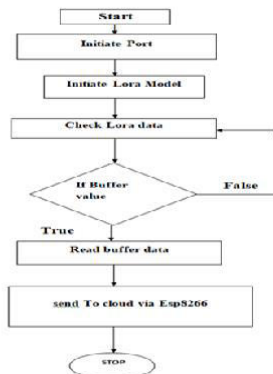 Start
Initiate Port
Initiate Lora Model
Check Lora data
If Buffer
value
False
True
Read buffer data
send To cloud via Esp8266
STOP